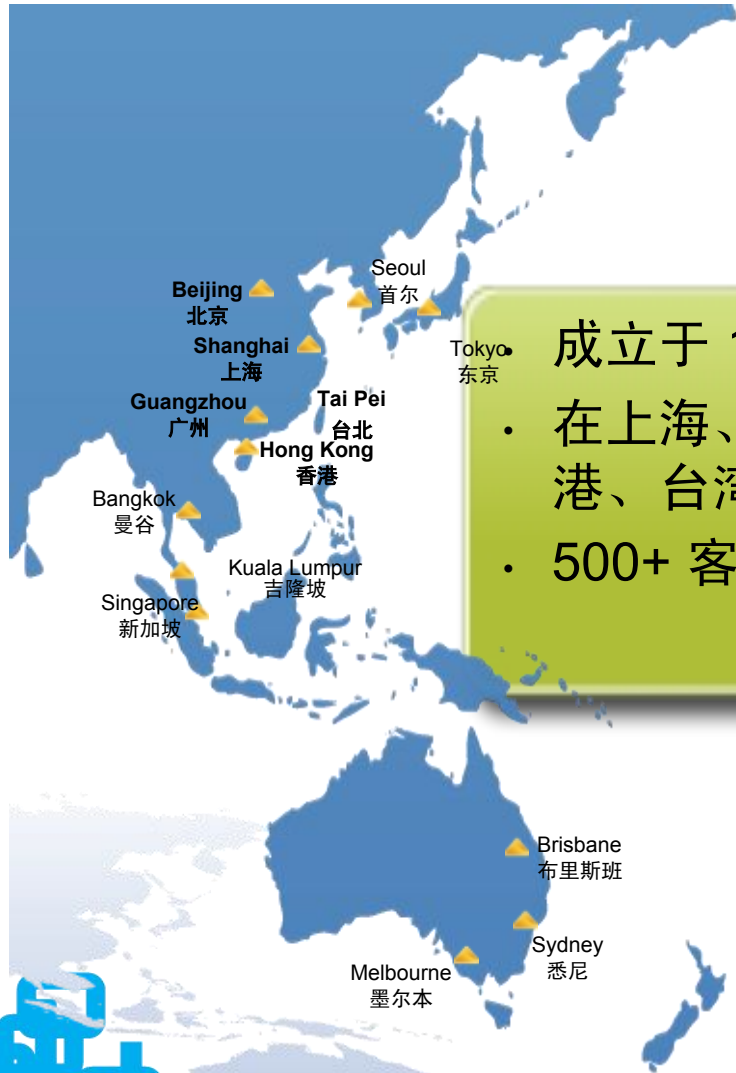 Seoul
首尔
Beijing
北京
Shanghai
上海
Tokyo
东京
Guangzhou
广州
Tai Pei
台北
Hong Kong
香港
Bangkok
曼谷
Kuala Lumpur
吉隆坡
Singapore
新加坡
• 成立于 1
• 在上海、
港、台湾
• 500+ 客
Brisbane
布里斯班
Sydney
悉尼
Melbourne
墨尔本